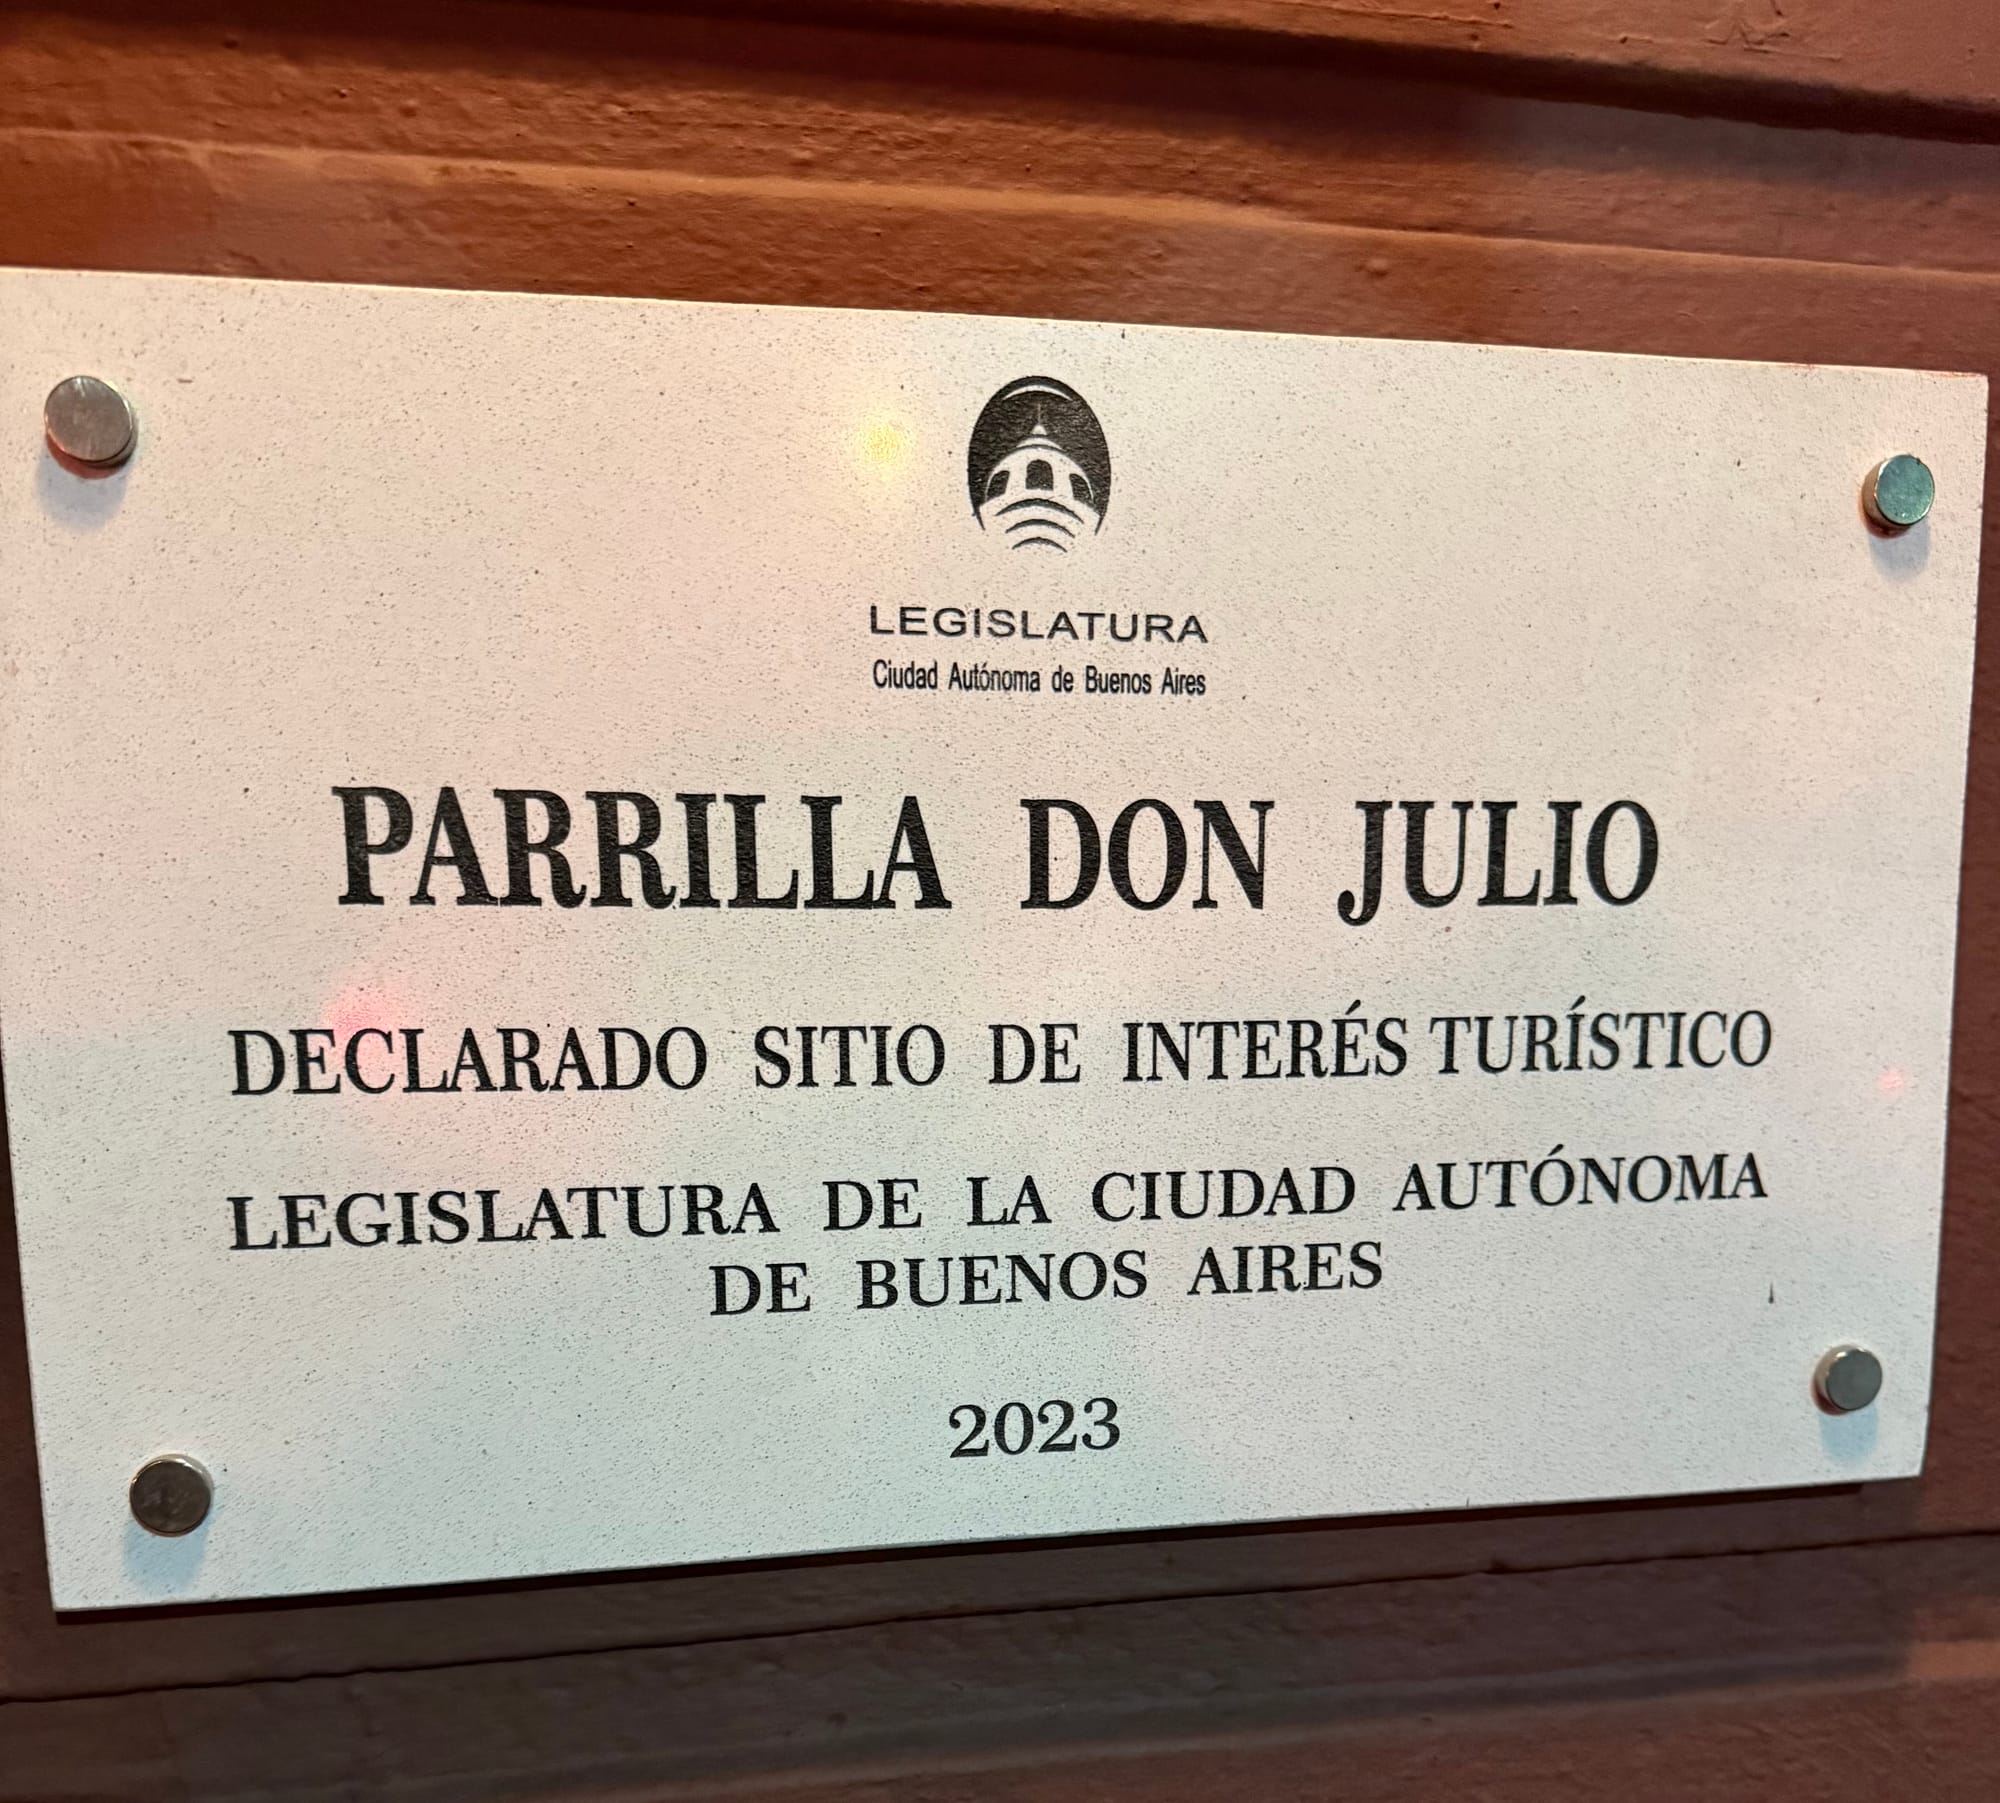 LEGISLATURA
Ciudad Autónoma de Buenos Aires
PARRILLA DON JULIO
DECLARADO SITIO DE INTERÉS TURÍSTICO
LEGISLATURA DE LA CIUDAD AUTÓNOMA
DE BUENOS AIRES
2023